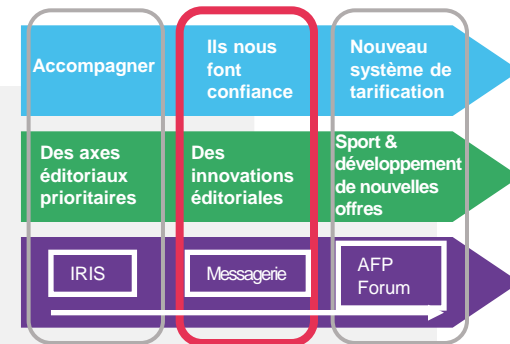 Accompagner
Ils nous
font
confiance
Nouveau
système de
tarification
Des axes
éditoriaux
prioritaires
Des
innovations
éditoriales
Sport &
développement
de nouvelles
offres
IRIS
Messagerie
AFP
Forum